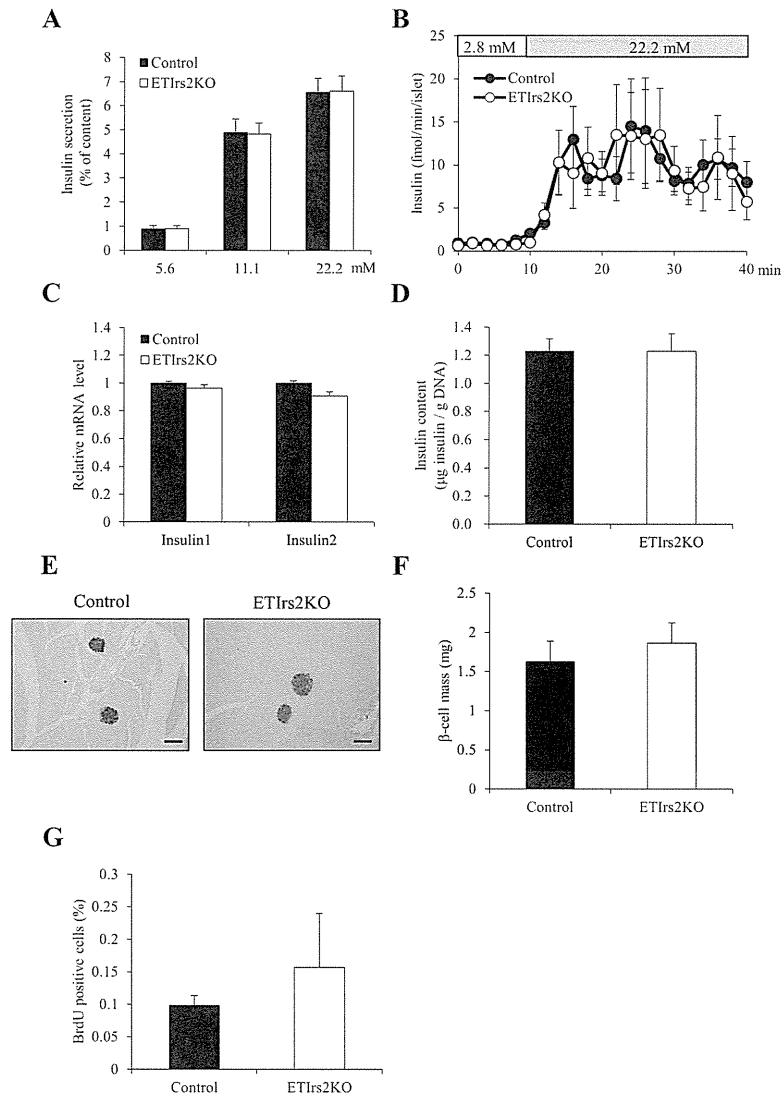 A
Control
ETIrs2KO
Insulin secretion
(% of content)
8
7
6
5
4
3
2
1
0
5.6 11.1 22.2 mM
B
2.8 mM 22.2 mM
Control
ETIrs2KO
Insulin (fmol/min/islet)
25
20
15
10
5
0
0 10 20 30 40 min
C
Control
ETIrs2KO
Relative mRNA level
1.4
1.2
1
0.8
0.6
0.4
0.2
0
Insulin1 Insulin2
D
Insulin content
(μg insulin / g DNA)
1.4
1.2
1.0
0.8
0.6
0.4
0.2
0.0
Control ETIrs2KO
E
Control ETIrs2KO
F
β-cell mass (mg)
2.5
2
1.5
1
0.5
0
Control ETIrs2KO
G
BrdU positive cells (%)
0.3
0.25
0.2
0.15
0.1
0.05
0
Control ETIrs2KO